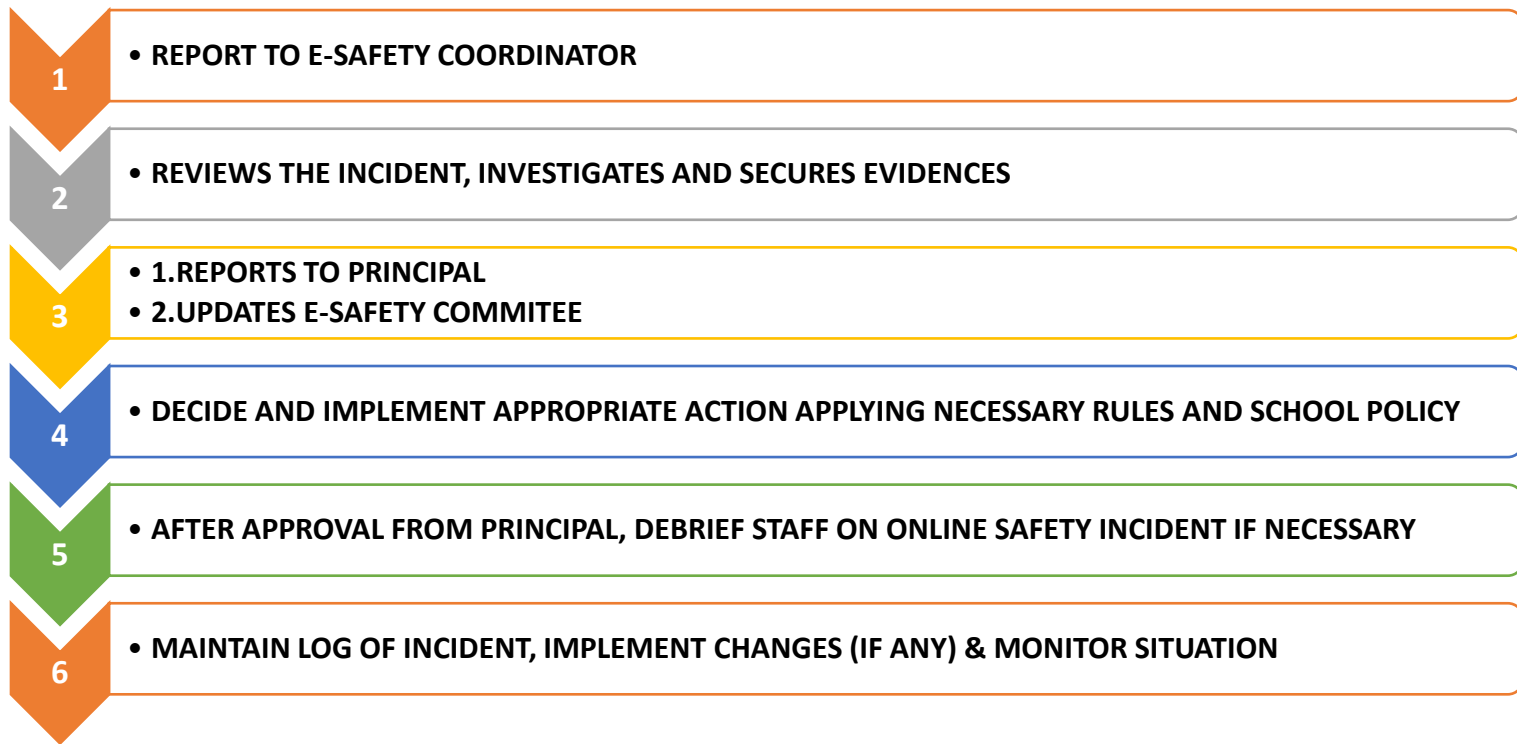 1
• REPORT TO E-SAFETY COORDINATOR
2
• REVIEWS THE INCIDENT, INVESTIGATES AND SECURES EVIDENCES
3
• 1.REPORTS TO PRINCIPAL
• 2.UPDATES E-SAFETY COMMITEE
4
• DECIDE AND IMPLEMENT APPROPRIATE ACTION APPLYING NECESSARY RULES AND SCHOOL POLICY
5
• AFTER APPROVAL FROM PRINCIPAL, DEBRIEF STAFF ON ONLINE SAFETY INCIDENT IF NECESSARY
6
• MAINTAIN LOG OF INCIDENT, IMPLEMENT CHANGES (IF ANY) & MONITOR SITUATION